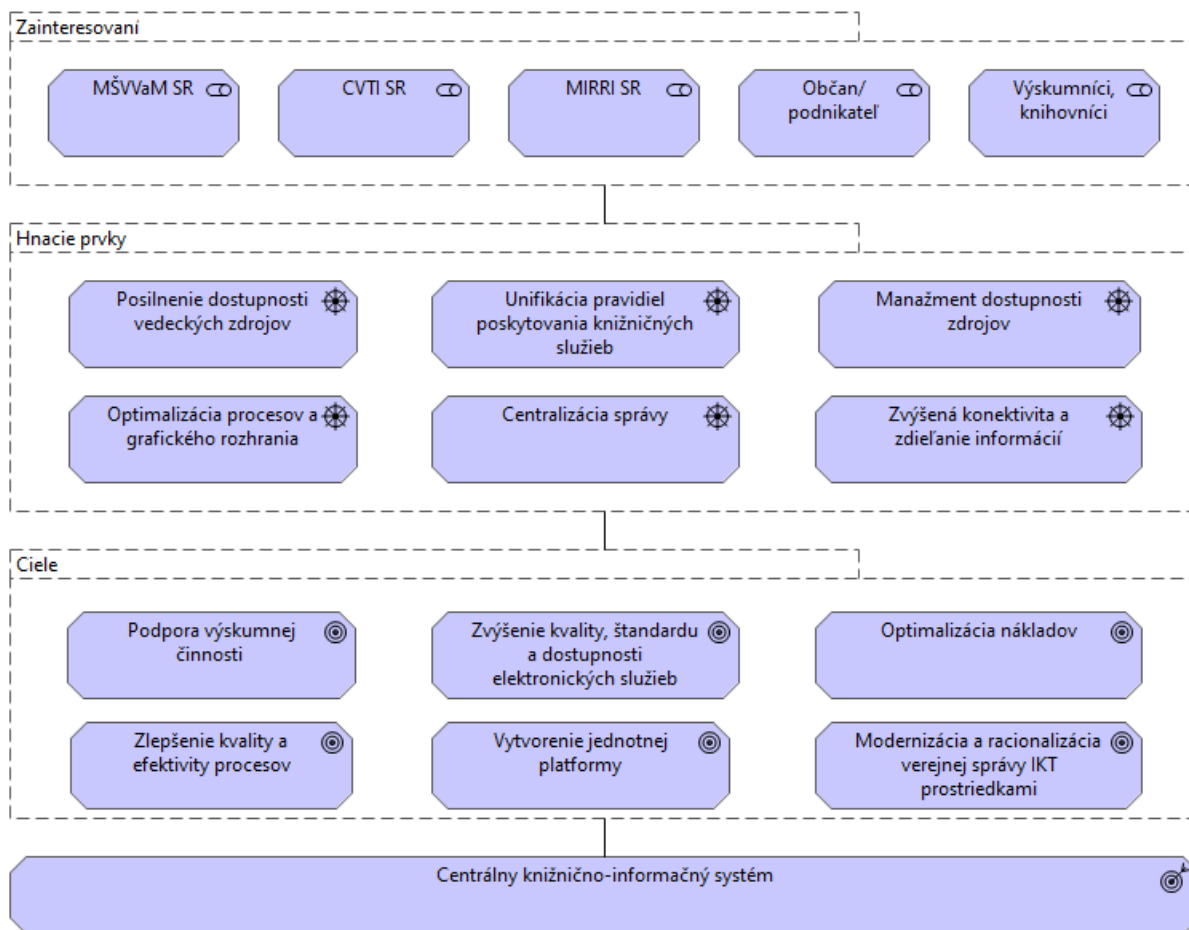 Zainteresovaní
MŠVVaM SR
CVTI SR
MIRRI SR
Občan/
podnikateľ
Výskumníci,
knihovníci
Hnacie prvky
Posilnenie dostupnosti
vedeckých zdrojov
Unifikácia pravidiel
poskytovania knižničných
služieb
Manažment dostupnosti
zdrojov
Optimalizácia procesov a
grafického rozhrania
Centralizácia správy
Zvýšená konektivita a
zdieľanie informácií
Ciele
Podpora výskumnej
činnosti
Zvýšenie kvality, štandardu
a dostupnosti
elektronických služieb
Optimalizácia nákladov
Zlepšenie kvality a
efektivity procesov
Vytvorenie jednotnej
platformy
Modernizácia a racionalizácia
verejnej správy IKT
prostriedkami
Centrálny knižnično-informačný systém